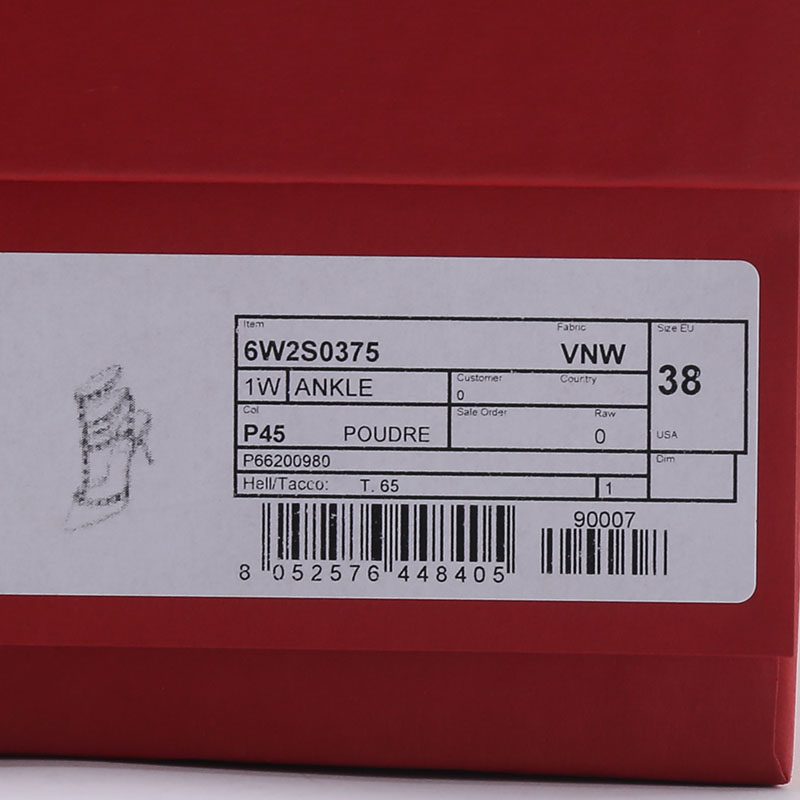 Item Fabric Size EU
6W2S0375 VNW 38
1W ANKLE Customer Country
0
Col Sale Order Raw
P45 POUDRE 0 USA
P66200980 Dim
Hell/Tacco: T. 65 1
90007
8 052576 448405